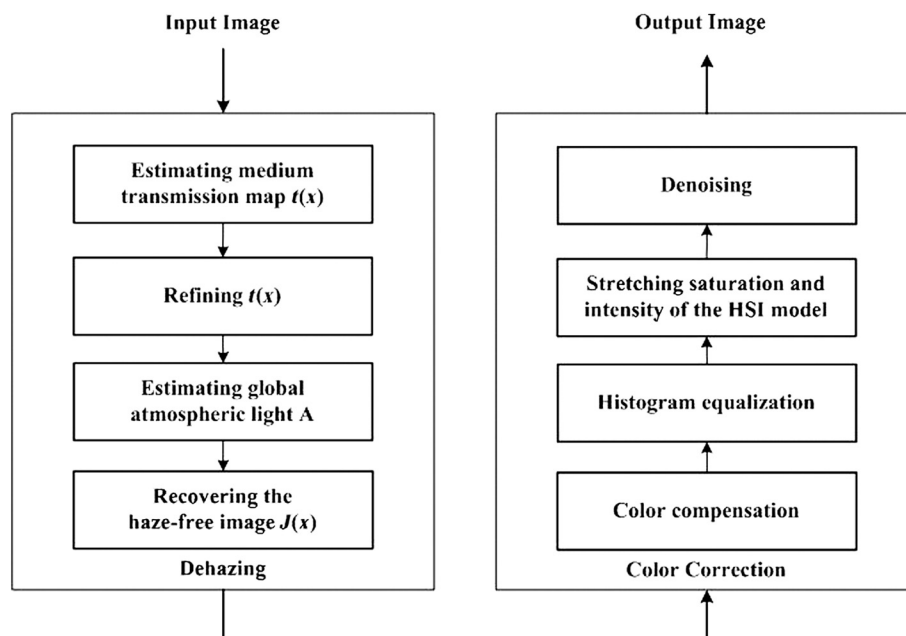 Input Image
Estimating medium
transmission map t(x)
Refining t(x)
Estimating global
atmospheric light A
Recovering the
haze-free image J(x)
Dehazing
Output Image
Denoising
Stretching saturation and
intensity of the HSI model
Histogram equalization
Color compensation
Color Correction